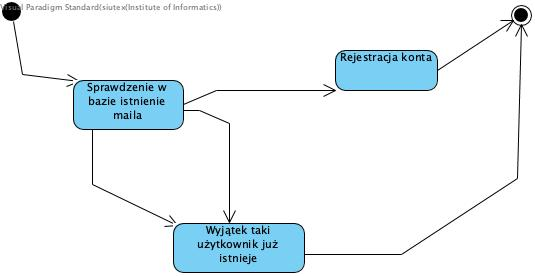 Visual Paradigm Standard(siutex(Institute of Informatics))
Rejestracja konta
Sprawdzenie w
bazie istnienie
maila
Wyjątek taki
użytkownik już
istnieje